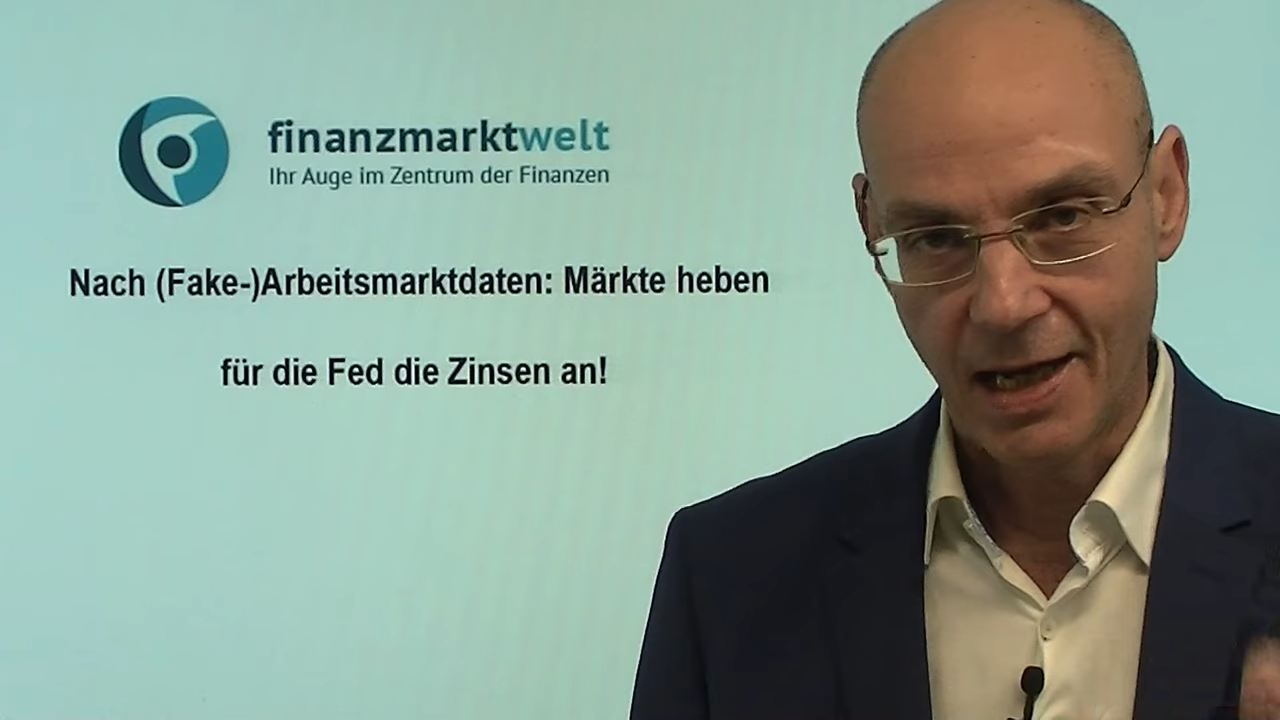 finanzmarktwelt
Ihr Auge im Zentrum der Finanzen
Nach (Fake-)Arbeitsmarktdaten: Märkte heben
für die Fed die Zinsen an!